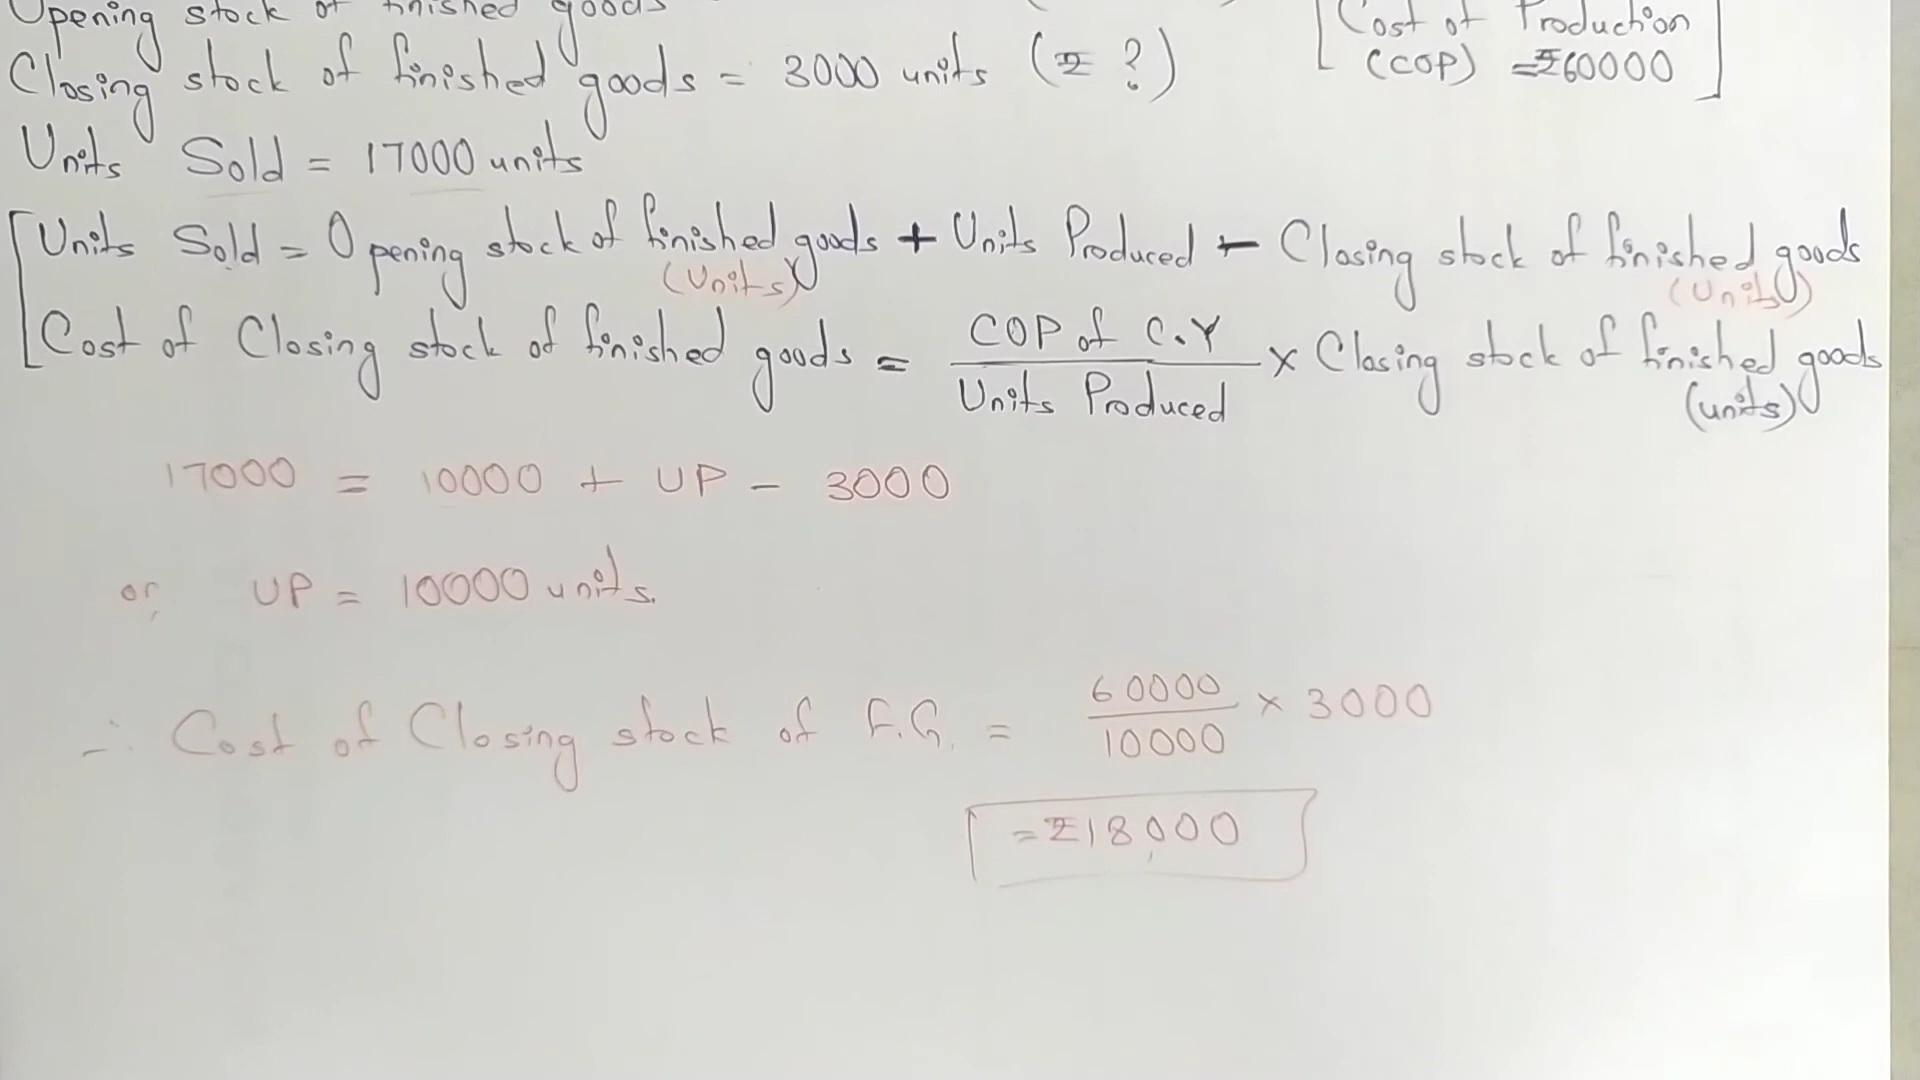 Opening stock of finished goods
[Cost of Production
Closing stock of finished goods = 3000 units (₹ ?)
(COP) = ₹60000]
Units Sold = 17000 units
[Units Sold = Opening stock of finished goods + Units Produced - Closing stock of finished goods
(Units) (Units)
Cost of Closing stock of finished goods = COP of C.Y / Units Produced × Closing stock of finished goods
(units)
17000 = 10000 + UP - 3000
or, UP = 10000 units.
∴ Cost of Closing stock of F.G. = 60000 / 10000 × 3000
= ₹18,000